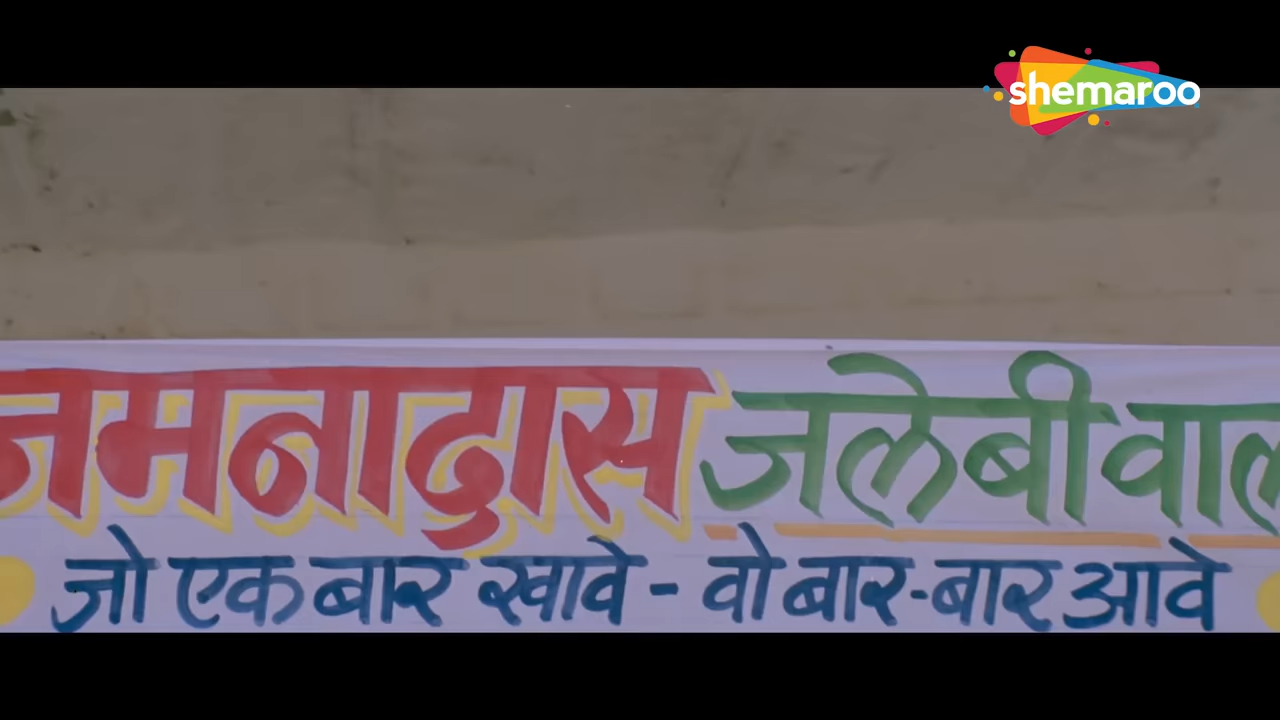 shemaroo
जमनादास जलेबीवाल
जो एक बार खावे - वो बार-बार आवे